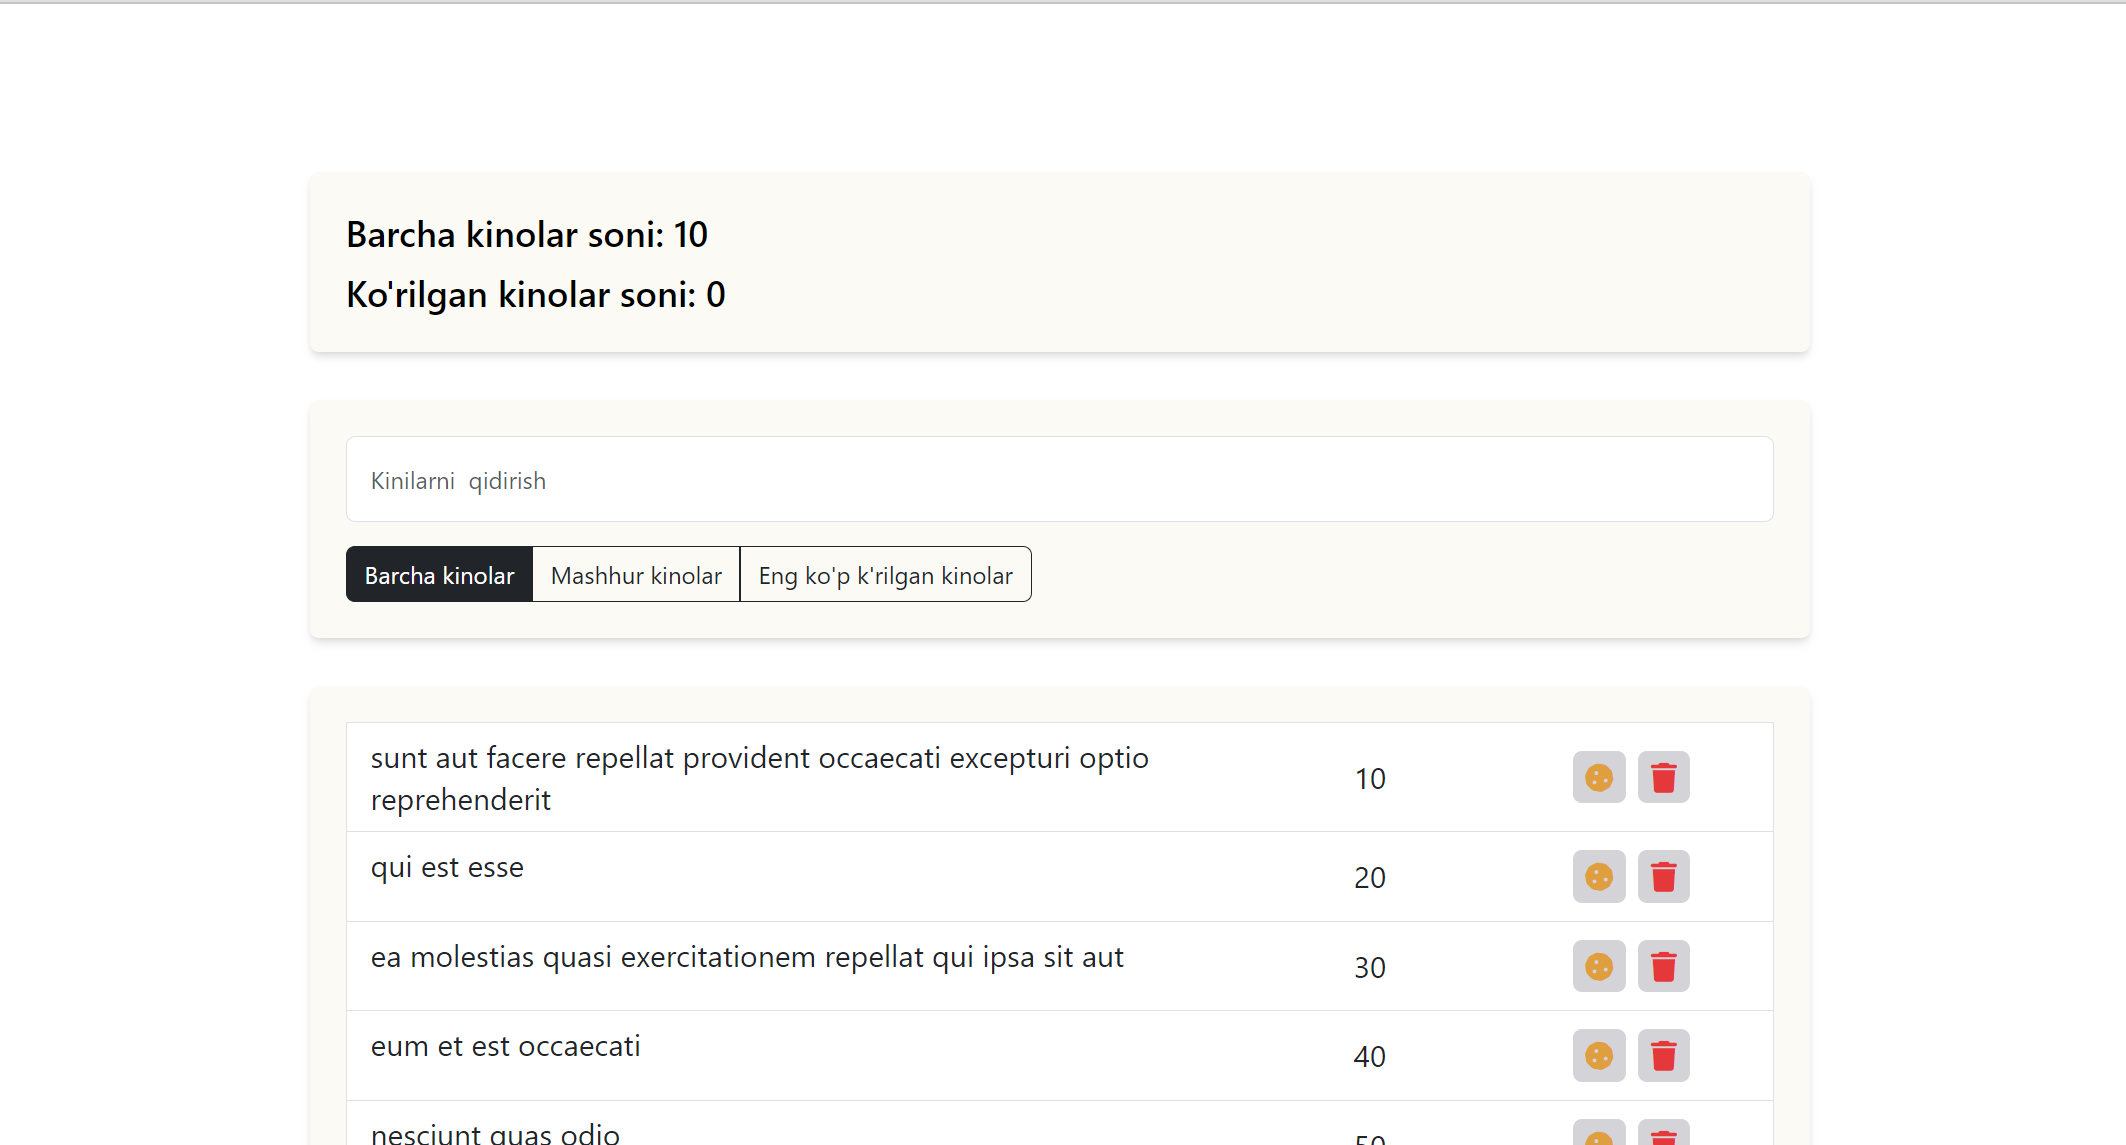 Barcha kinolar soni: 10
Ko'rilgan kinolar soni: 0
Kinilarni qidirish
Barcha kinolar Mashhur kinolar Eng ko'p k'rilgan kinolar
sunt aut facere repellat provident occaecati excepturi optio
reprehenderit
10
qui est esse 20
ea molestias quasi exercitationem repellat qui ipsa sit aut 30
eum et est occaecati 40
nesciunt quas odio 50